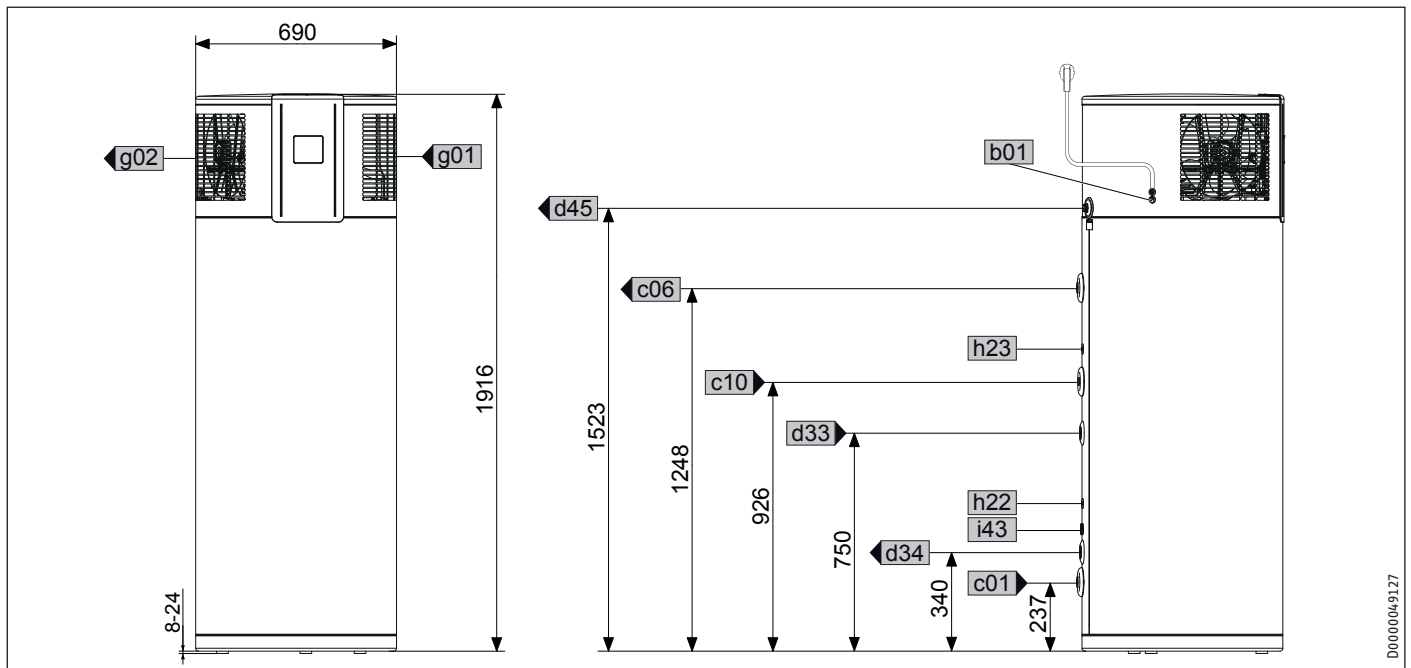 690
g02
g01
b01
d45
c06
h23
c10
d33
h22
i43
d34
c01
1916
1523
1248
926
750
340
237
8-24
D0000049127